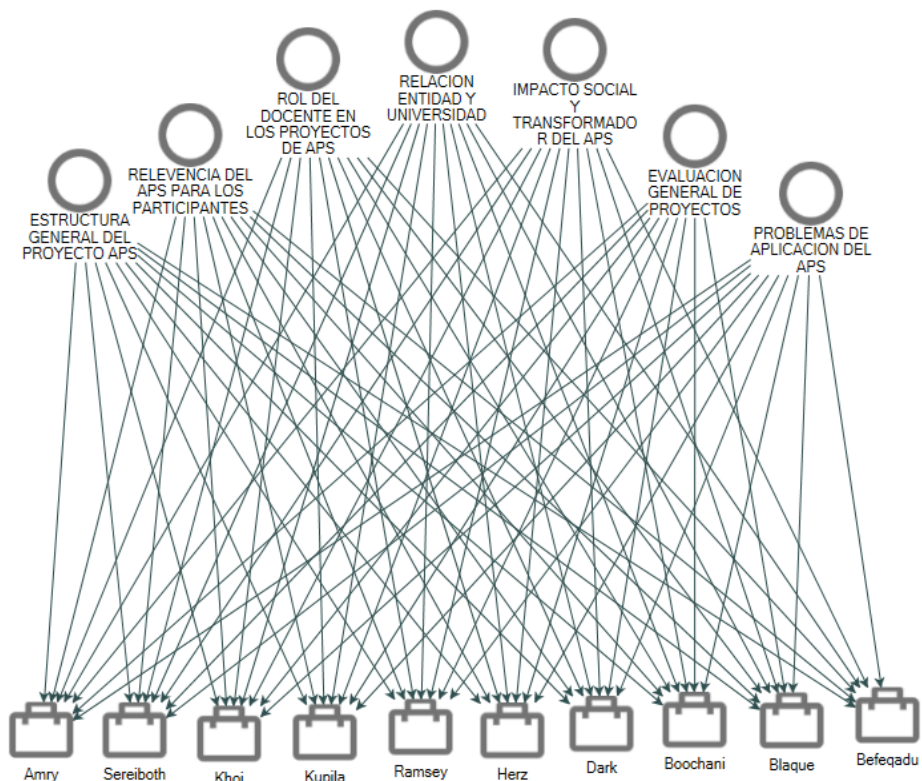 RELACION
ENTIDAD Y
UNIVERSIDAD
IMPACTO SOCIAL
Y
TRANSFORMADO
R DEL APS
ROL DEL
DOCENTE EN
LOS PROYECTOS
DE APS
EVALUACION
GENERAL DE
PROYECTOS
RELEVENCIA DEL
APS PARA LOS
PARTICIPANTES
ESTRUCTURA
GENERAL DEL
PROYECTO APS
PROBLEMAS DE
APLICACION DEL
APS
Amry
Sereiboth
Khoi
Kupila
Ramsey
Herz
Dark
Boochani
Blaque
Befeqadu